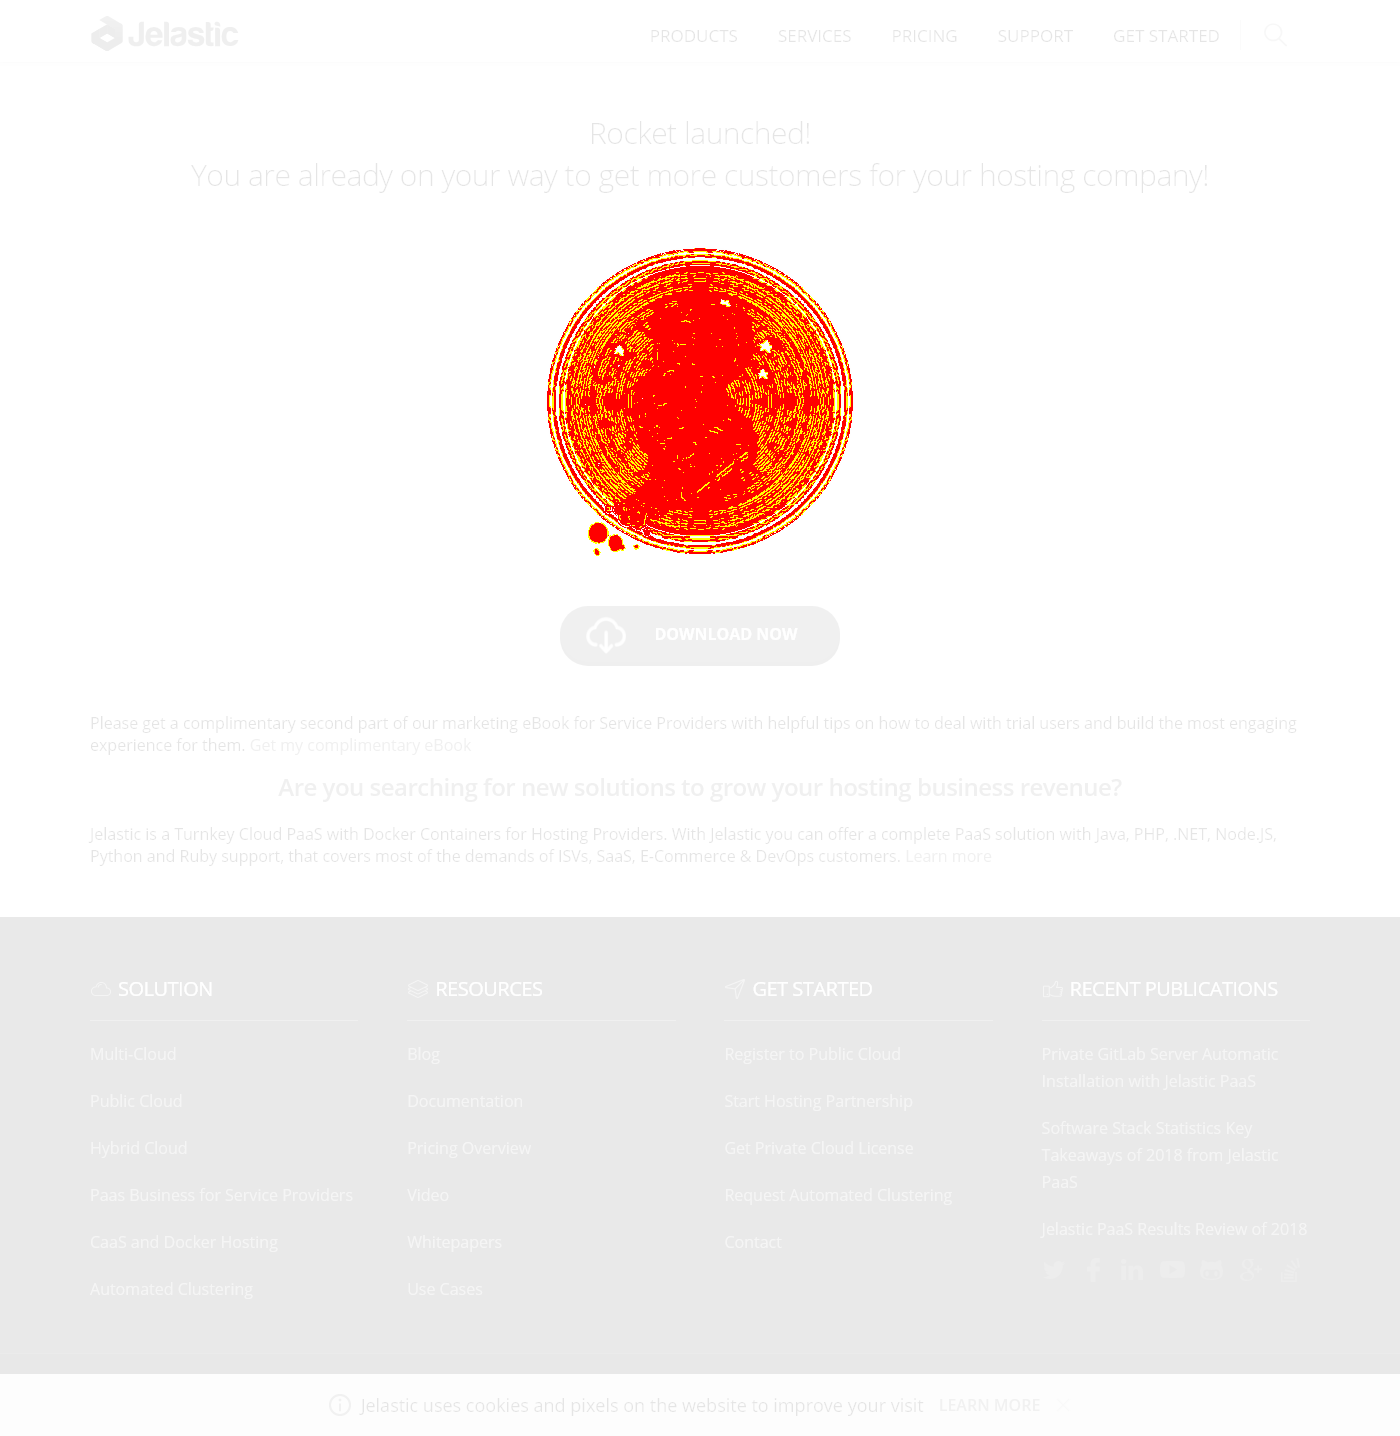 Jelastic
PRODUCTS SERVICES PRICING SUPPORT GET STARTED
Rocket launched!
You are already on your way to get more customers for your hosting company!
DOWNLOAD NOW
Please get a complimentary second part of our marketing eBook for Service Providers with helpful tips on how to deal with trial users and build the most engaging
experience for them. Get my complimentary eBook
Are you searching for new solutions to grow your hosting business revenue?
Jelastic is a Turnkey Cloud PaaS with Docker Containers for Hosting Providers. With Jelastic you can offer a complete PaaS solution with Java, PHP, .NET, Node.JS,
Python and Ruby support, that covers most of the demands of ISVs, SaaS, E-Commerce & DevOps customers. Learn more
SOLUTION
Multi-Cloud
Public Cloud
Hybrid Cloud
Paas Business for Service Providers
CaaS and Docker Hosting
Automated Clustering
RESOURCES
Blog
Documentation
Pricing Overview
Video
Whitepapers
Use Cases
GET STARTED
Register to Public Cloud
Start Hosting Partnership
Get Private Cloud License
Request Automated Clustering
Contact
RECENT PUBLICATIONS
Private GitLab Server Automatic
Installation with Jelastic PaaS
Software Stack Statistics Key
Takeaways of 2018 from Jelastic
PaaS
Jelastic PaaS Results Review of 2018
Jelastic uses cookies and pixels on the website to improve your visit LEARN MORE